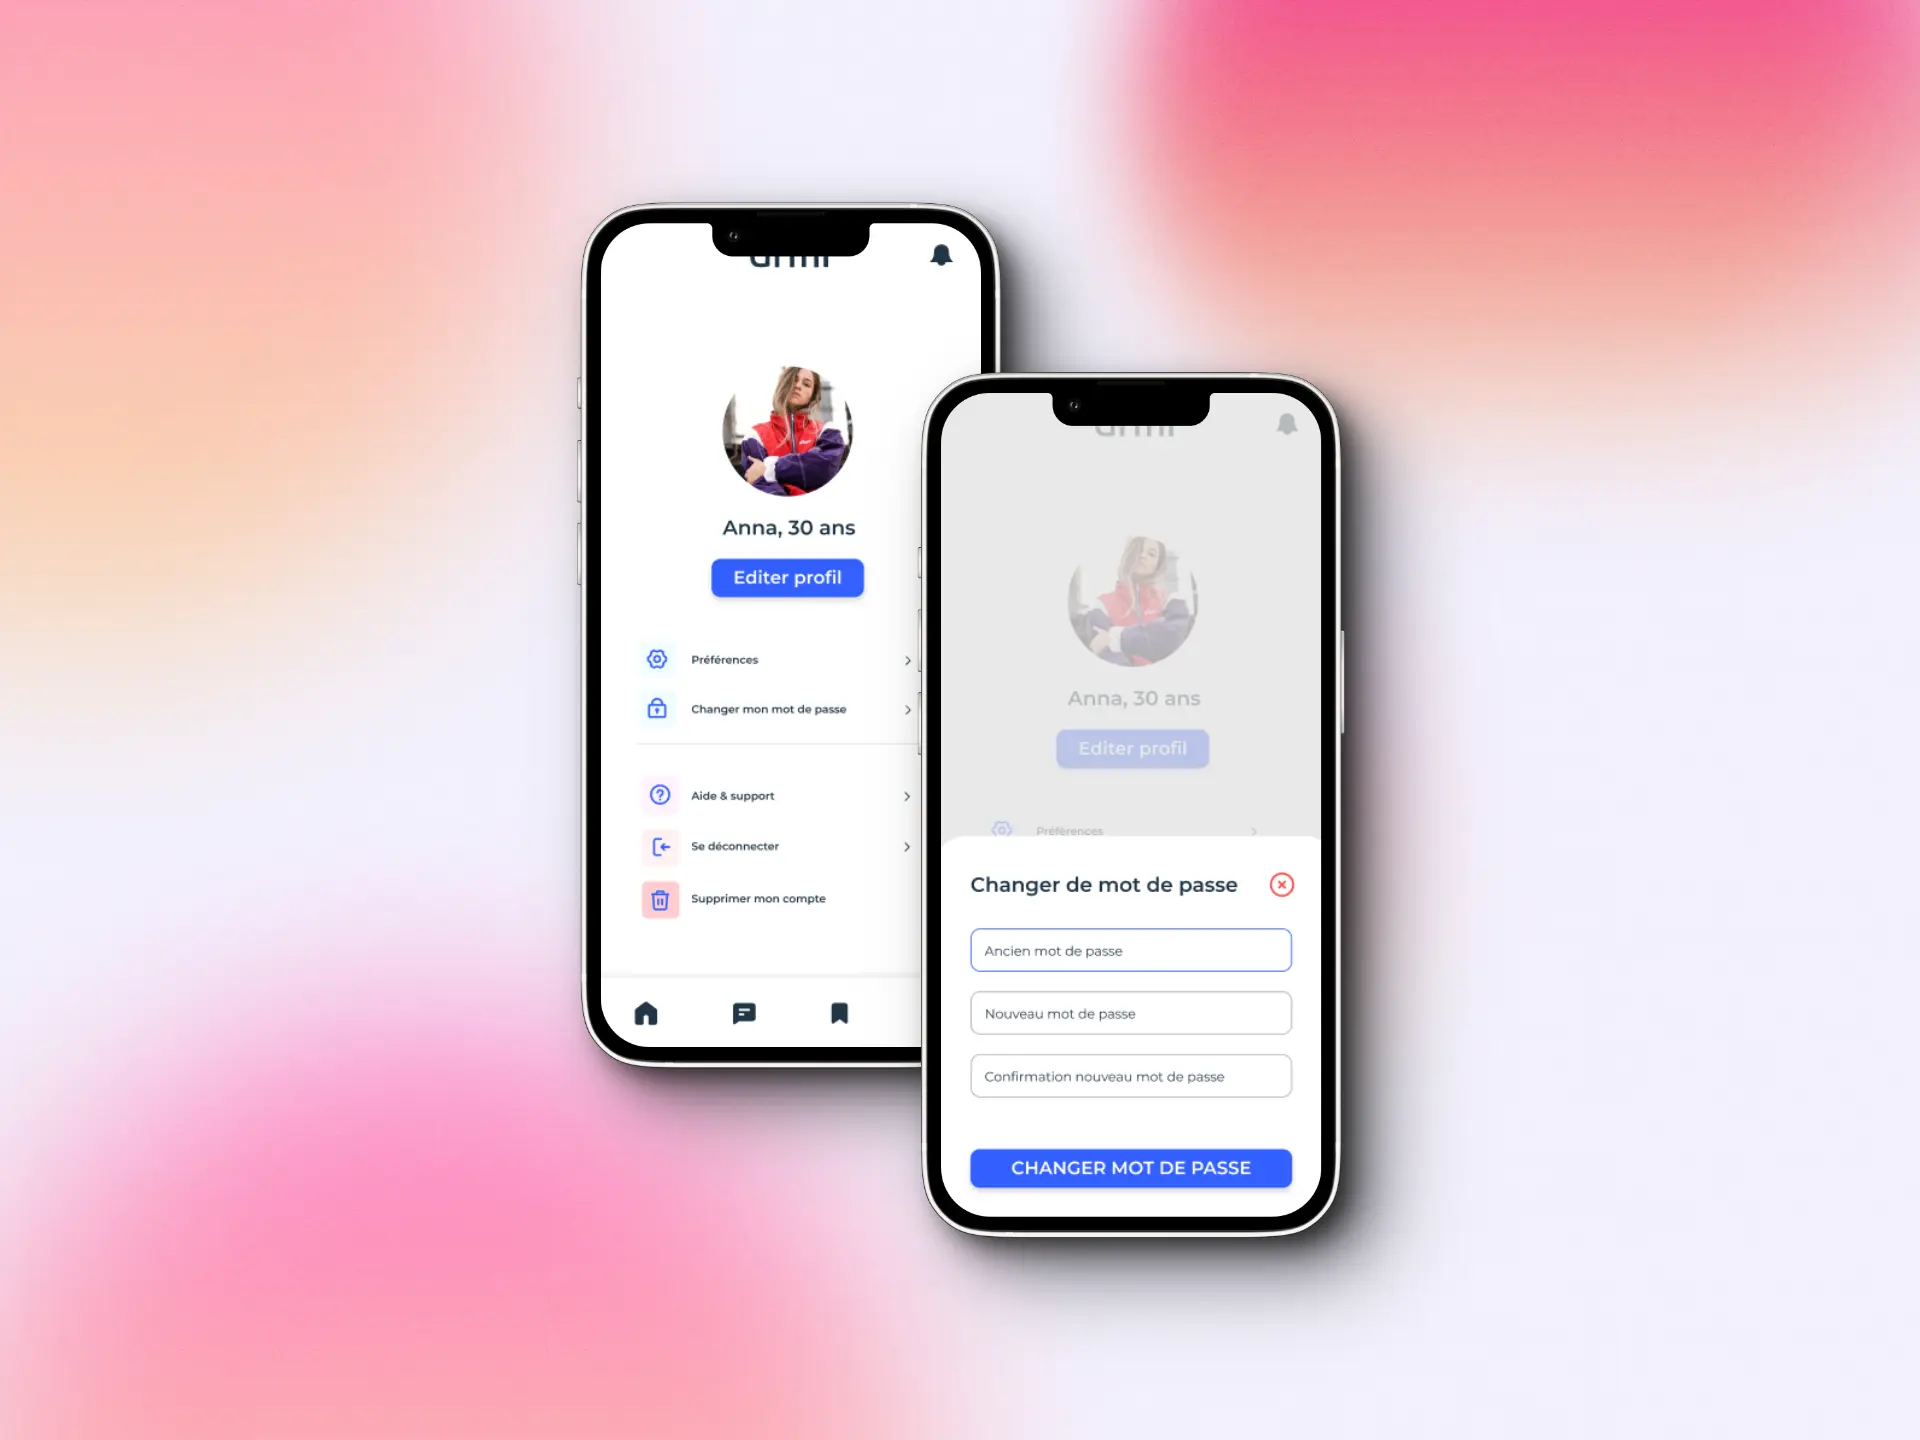 Anna, 30 ans
Editer profil
Préférences
Changer mon mot de passe
Aide & support
Se déconnecter
Supprimer mon compte
Anna, 30 ans
Editer profil
Préférences
Changer de mot de passe
Ancien mot de passe
Nouveau mot de passe
Confirmation nouveau mot de passe
CHANGER MOT DE PASSE